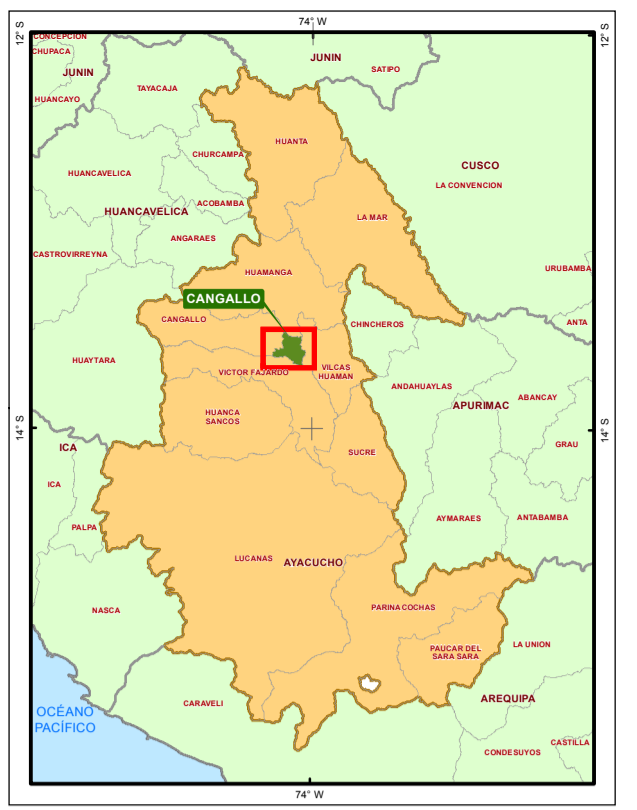 74° W
12° S
12° S
CONCEPCION
CHUPACA
JUNIN
JUNIN
SATIPO
TAYACAJA
HUANCAYO
HUANTA
CHURCAMPA
CUSCO
HUANCAVELICA
LA CONVENCION
ACOBAMBA
HUANCAVELICA
LA MAR
ANGARAES
CASTROVIRREYNA
HUAMANGA
URUBAMBA
CANGALLO
CANGALLO
CHINCHEROS
ANTA
HUAYTARA
VICTOR FAJARDO
VILCAS
HUAMAN
ANDAHUAYLAS
ABANCAY
APURIMAC
HUANCA
SANCOS
14° S
14° S
GRAU
ICA
SUCRE
ICA
AYMARAES
ANTABAMBA
PALPA
LUCANAS
AYACUCHO
NASCA
PARINACOCHAS
LA UNION
PAUCAR DEL
SARA SARA
CARAVELI
AREQUIPA
OCÉANO
PACÍFICO
CASTILLA
CONDESUYOS
74° W